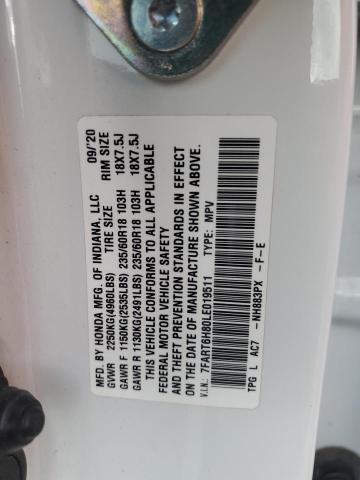 MFD. BY HONDA MFG. OF INDIANA, LLC 09/'20
GVWR 2250KG(4960LBS) TIRE SIZE RIM SIZE
GAWR F 1150KG(2535LBS) 235/60R18 103H 18X7.5J
GAWR R 1130KG(2491LBS) 235/60R18 103H 18X7.5J
THIS VEHICLE CONFORMS TO ALL APPLICABLE
FEDERAL MOTOR VEHICLE SAFETY
AND THEFT PREVENTION STANDARDS IN EFFECT
ON THE DATE OF MANUFACTURE SHOWN ABOVE.
V.I.N.: 7FART6H80LE019511 TYPE: MPV
TPG L AC7 -NH883PX -F-E